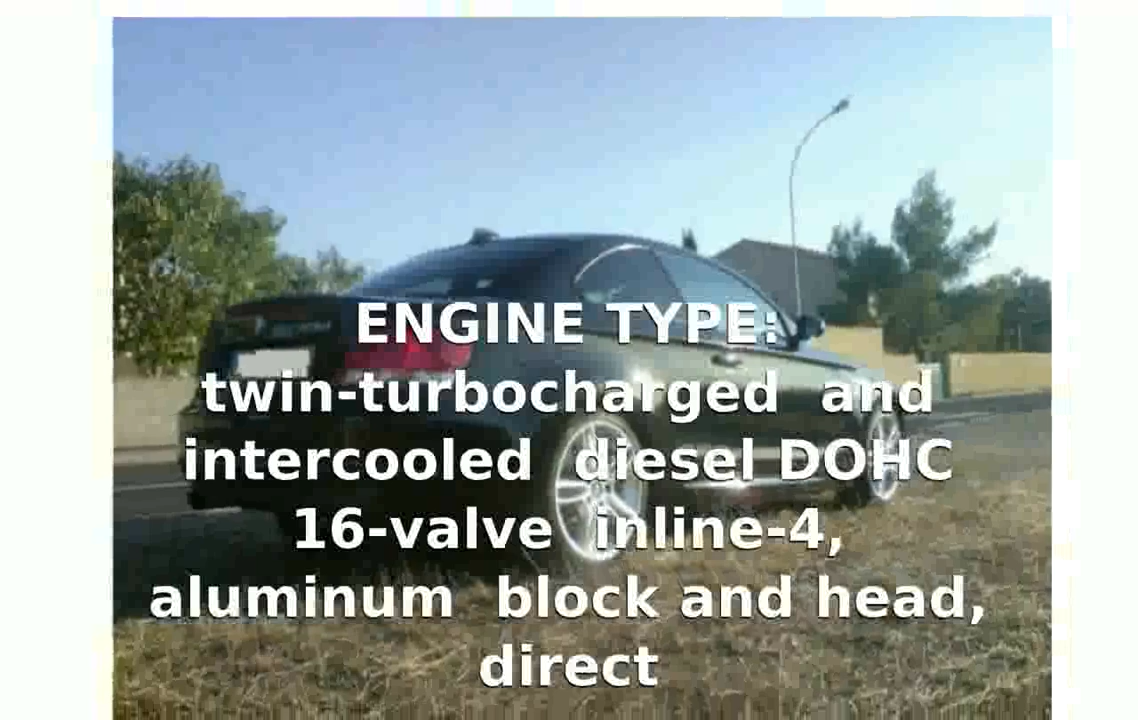 ENGINE TYPE:
twin-turbocharged and
intercooled diesel DOHC
16-valve inline-4,
aluminum block and head,
direct